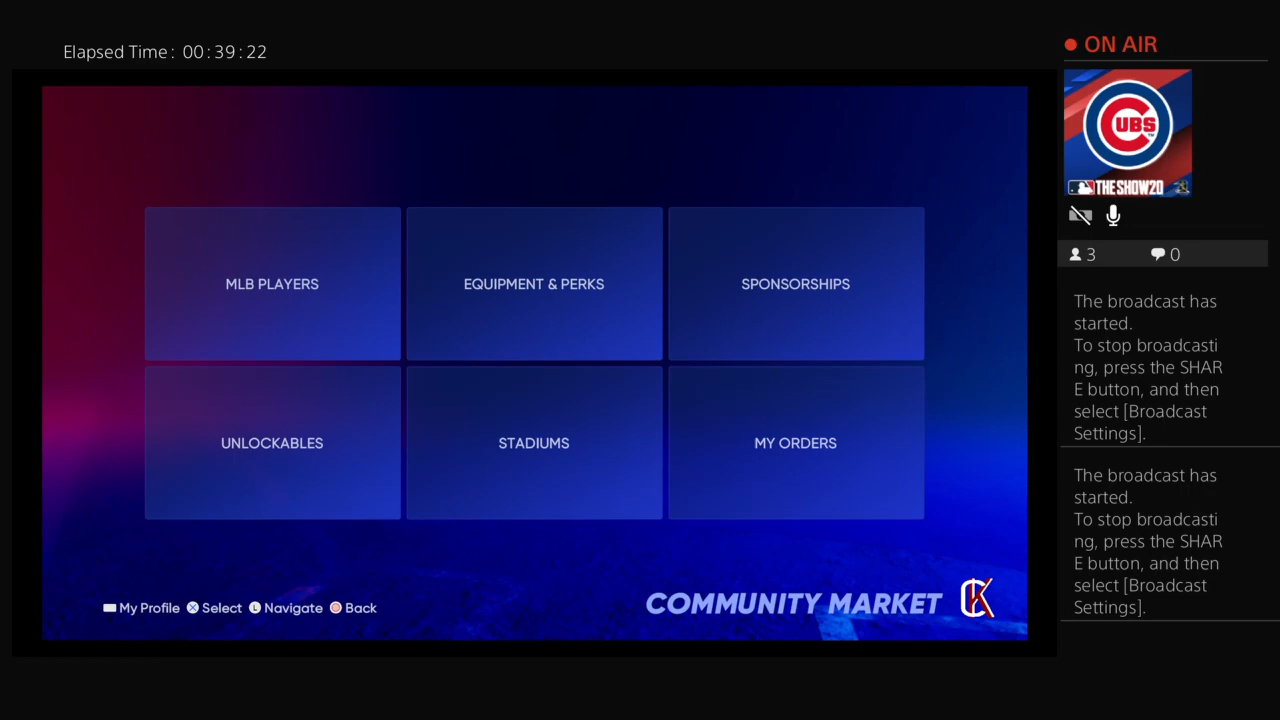 Elapsed Time: 00:39:22
ON AIR
CUBS
THE SHOW20
3
0
MLB PLAYERS
EQUIPMENT & PERKS
SPONSORSHIPS
UNLOCKABLES
STADIUMS
MY ORDERS
My Profile Select L Navigate Back
COMMUNITY MARKET CK
The broadcast has
started.
To stop broadcasti
ng, press the SHAR
E button, and then
select [Broadcast
Settings].
The broadcast has
started.
To stop broadcasti
ng, press the SHAR
E button, and then
select [Broadcast
Settings].